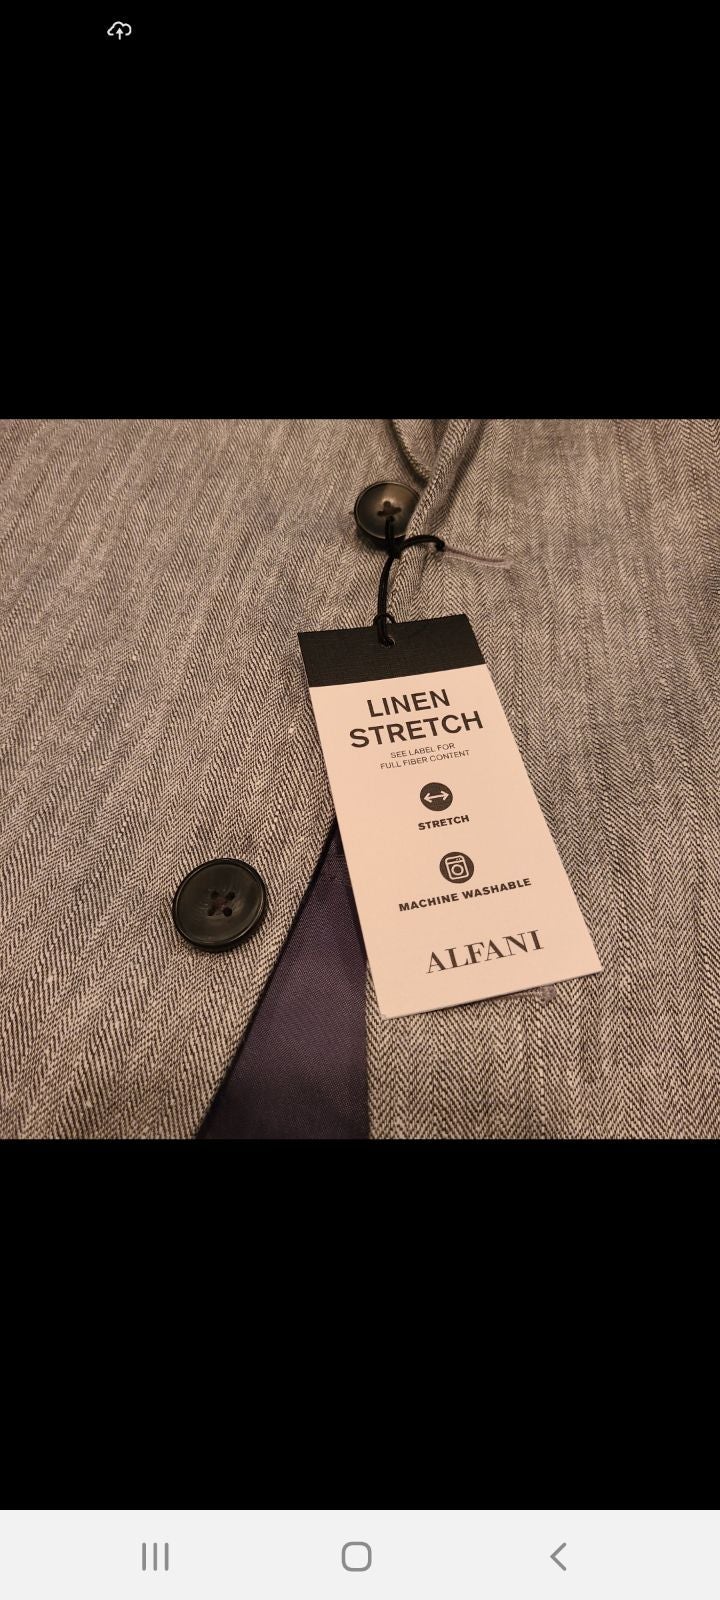 LINEN
STRETCH
SEE LABEL FOR
FULL FIBER CONTENT
STRETCH
MACHINE WASHABLE
ALFANI